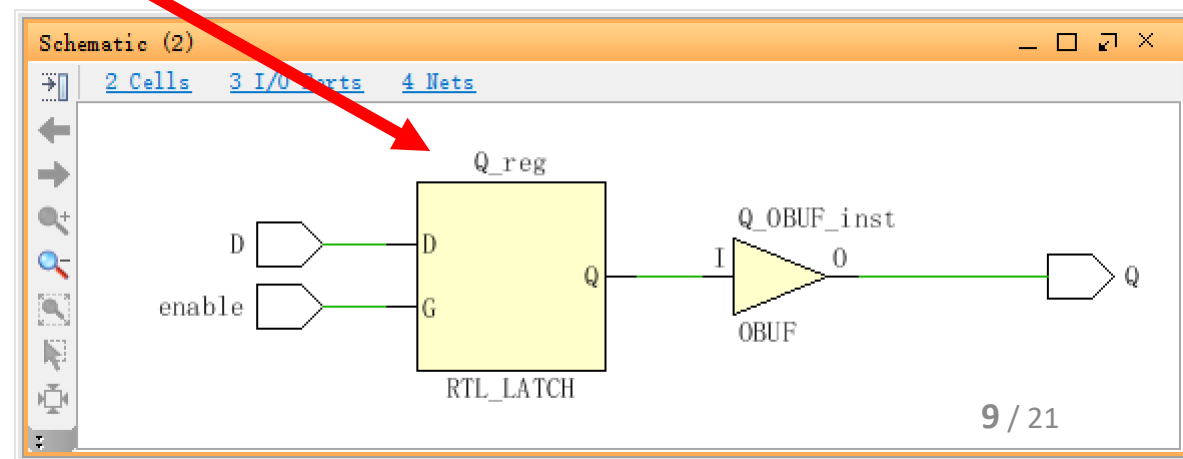 Schematic (2)
2 Cells 3 I/O Ports 4 Nets
Q_reg
D
D
Q
enable
G
RTL_LATCH
Q_OBUF_inst
I
O
OBUF
Q
9 / 21